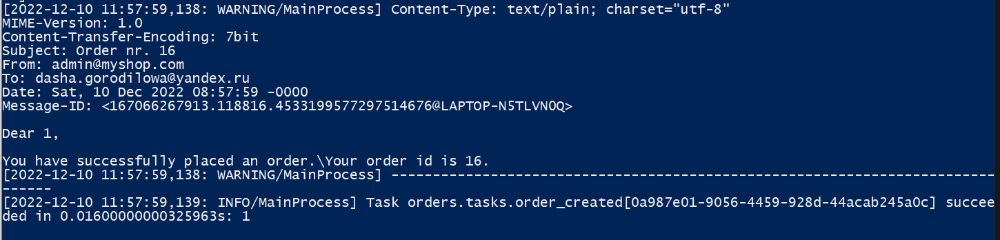 [2022-12-10 11:57:59,138: WARNING/MainProcess] Content-Type: text/plain; charset="utf-8"
MIME-Version: 1.0
Content-Transfer-Encoding: 7bit
Subject: Order nr. 16
From: admin@myshop.com
To: dasha.gorodilowa@yandex.ru
Date: Sat, 10 Dec 2022 08:57:59 -0000
Message-ID: <167066267913.118816.4533199577297514676@LAPTOP-N5TLVN0Q>
Dear 1,
You have successfully placed an order.\Your order id is 16.
[2022-12-10 11:57:59,138: WARNING/MainProcess] -------------------------------------------------------------------------
------
[2022-12-10 11:57:59,139: INFO/MainProcess] Task orders.tasks.order_created[0a987e01-9056-4459-928d-44acab245a0c] succee
ded in 0.01600000000325963s: 1